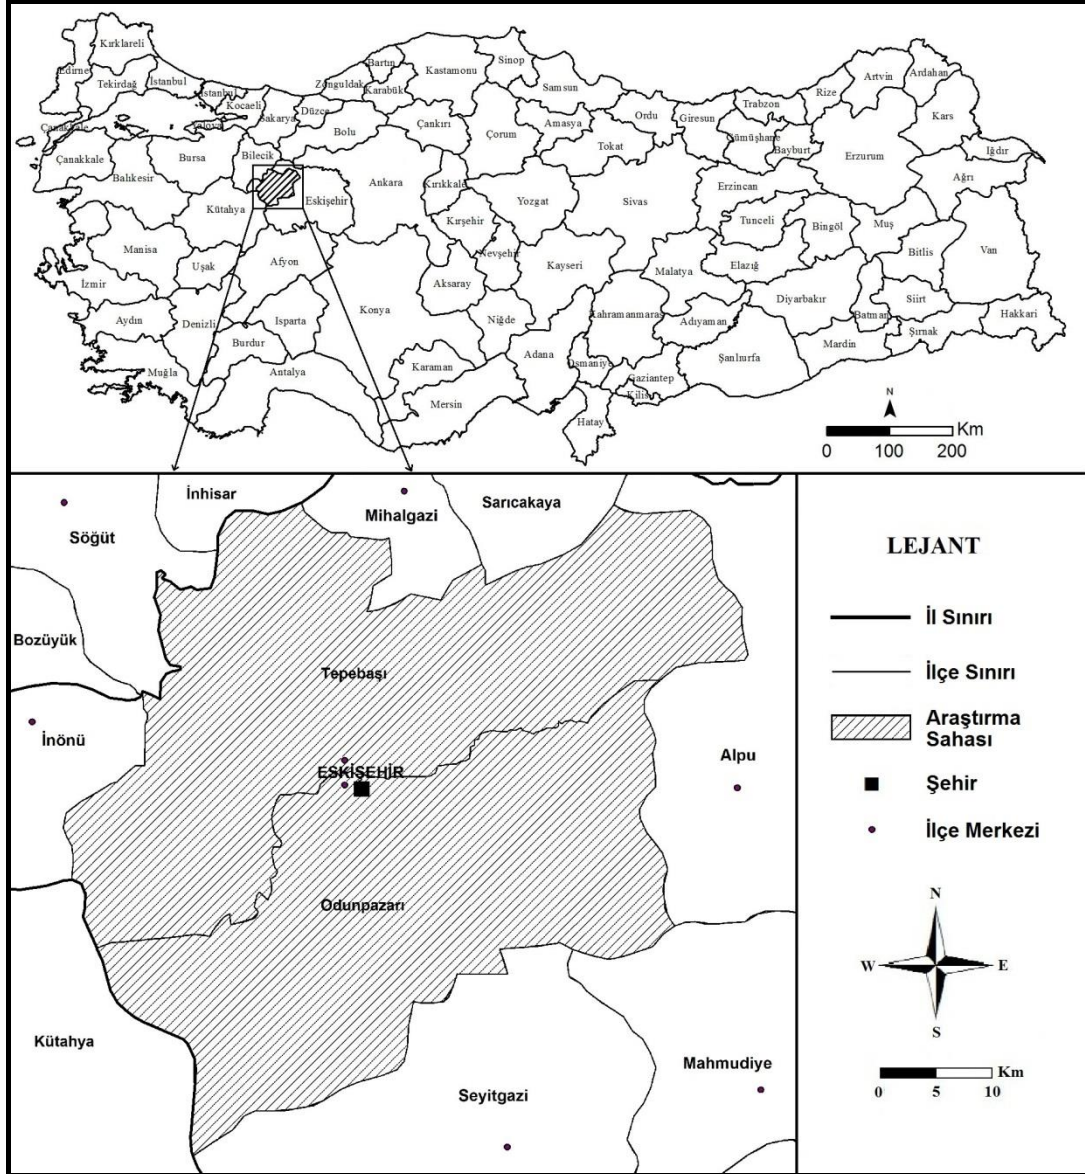 Kırklareli
Edirne
Tekirdağ
İstanbul
İstanbul
Kocaeli
Yalova
Sakarya
Düzce
Zonguldak
Bartın
Karabük
Kastamonu
Sinop
Samsun
Çanakkale
Çanakkale
Balıkesir
Bursa
Bilecik
Bolu
Çankırı
Çorum
Amasya
Tokat
Ordu
Giresun
Trabzon
Gümüşhane
Bayburt
Rize
Artvin
Ardahan
Kars
Iğdır
Ağrı
Erzurum
Erzincan
Kütahya
Eskişehir
Ankara
Kırıkkale
Kırşehir
Yozgat
Sivas
Tunceli
Bingöl
Muş
Bitlis
Van
Manisa
Uşak
Afyon
Nevşehir
Kayseri
Malatya
Elazığ
İzmir
Aydın
Denizli
Isparta
Burdur
Konya
Aksaray
Niğde
Kahramanmaraş
Adıyaman
Diyarbakır
Batman
Siirt
Şırnak
Hakkari
Mardin
Şanlıurfa
Muğla
Antalya
Karaman
Mersin
Adana
Osmaniye
Gaziantep
Kilis
Hatay
N
Km
0 100 200
İnhisar
Söğüt
Mihalgazi
Sarıcakaya
Bozüyük
Tepebaşı
İnönü
ESKİŞEHİR
Alpu
Odunpazarı
Kütahya
Seyitgazi
Mahmudiye
LEJANT
İl Sınırı
İlçe Sınırı
Araştırma
Sahası
Şehir
İlçe Merkezi
N
W E
S
Km
0 5 10